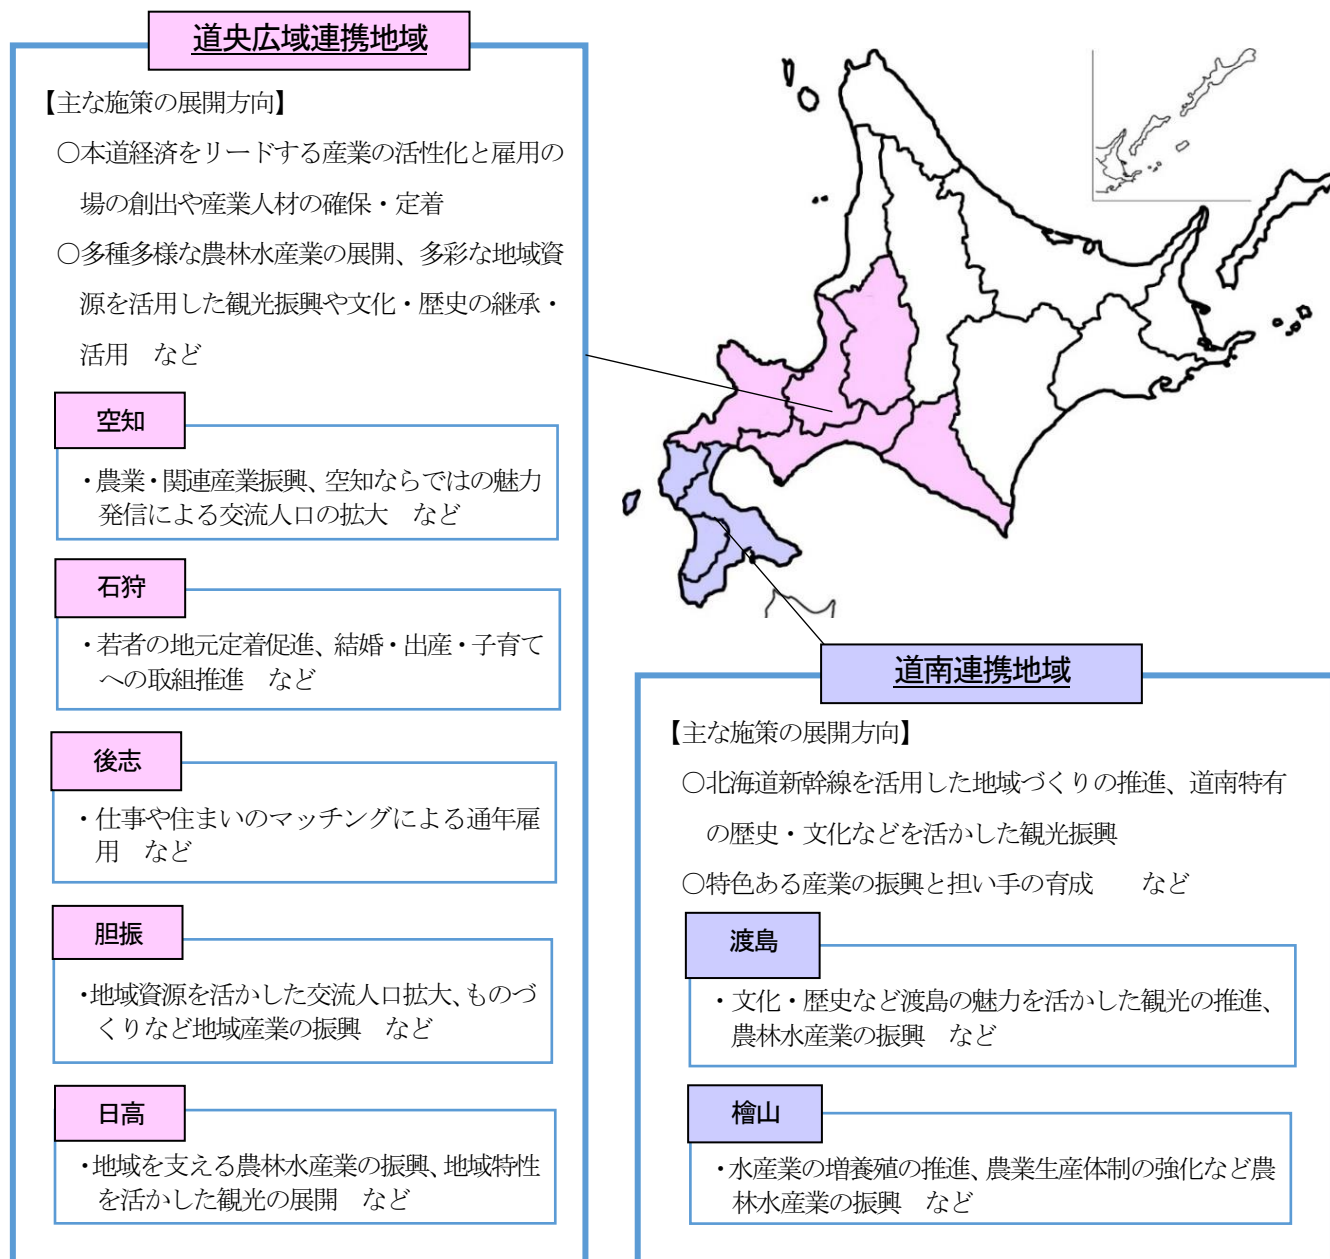 道央広域連携地域
【主な施策の展開方向】
○本道経済をリードする産業の活性化と雇用の
場の創出や産業人材の確保・定着
○多種多様な農林水産業の展開、多彩な地域資
源を活用した観光振興や文化・歴史の継承・
活用　など
空知
・農業・関連産業振興、空知ならではの魅力
発信による交流人口の拡大　など
石狩
・若者の地元定着促進、結婚・出産・子育て
への取組推進　など
後志
・仕事や住まいのマッチングによる通年雇
用　など
胆振
・地域資源を活かした交流人口拡大、ものづ
くりなど地域産業の振興　など
日高
・地域を支える農林水産業の振興、地域特性
を活かした観光の展開　など
道南連携地域
【主な施策の展開方向】
○北海道新幹線を活用した地域づくりの推進、道南特有
の歴史・文化などを活かした観光振興
○特色ある産業の振興と担い手の育成　　など
渡島
・文化・歴史など渡島の魅力を活かした観光の推進、
農林水産業の振興　など
檜山
・水産業の増養殖の推進、農業生産体制の強化など農
林水産業の振興　など